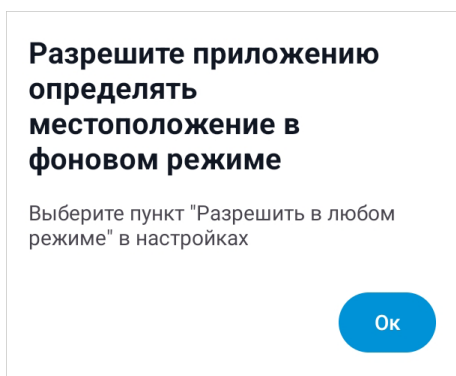 Разрешите приложению
определять
местоположение в
фоновом режиме
Выберите пункт "Разрешить в любом
режиме" в настройках
Ок